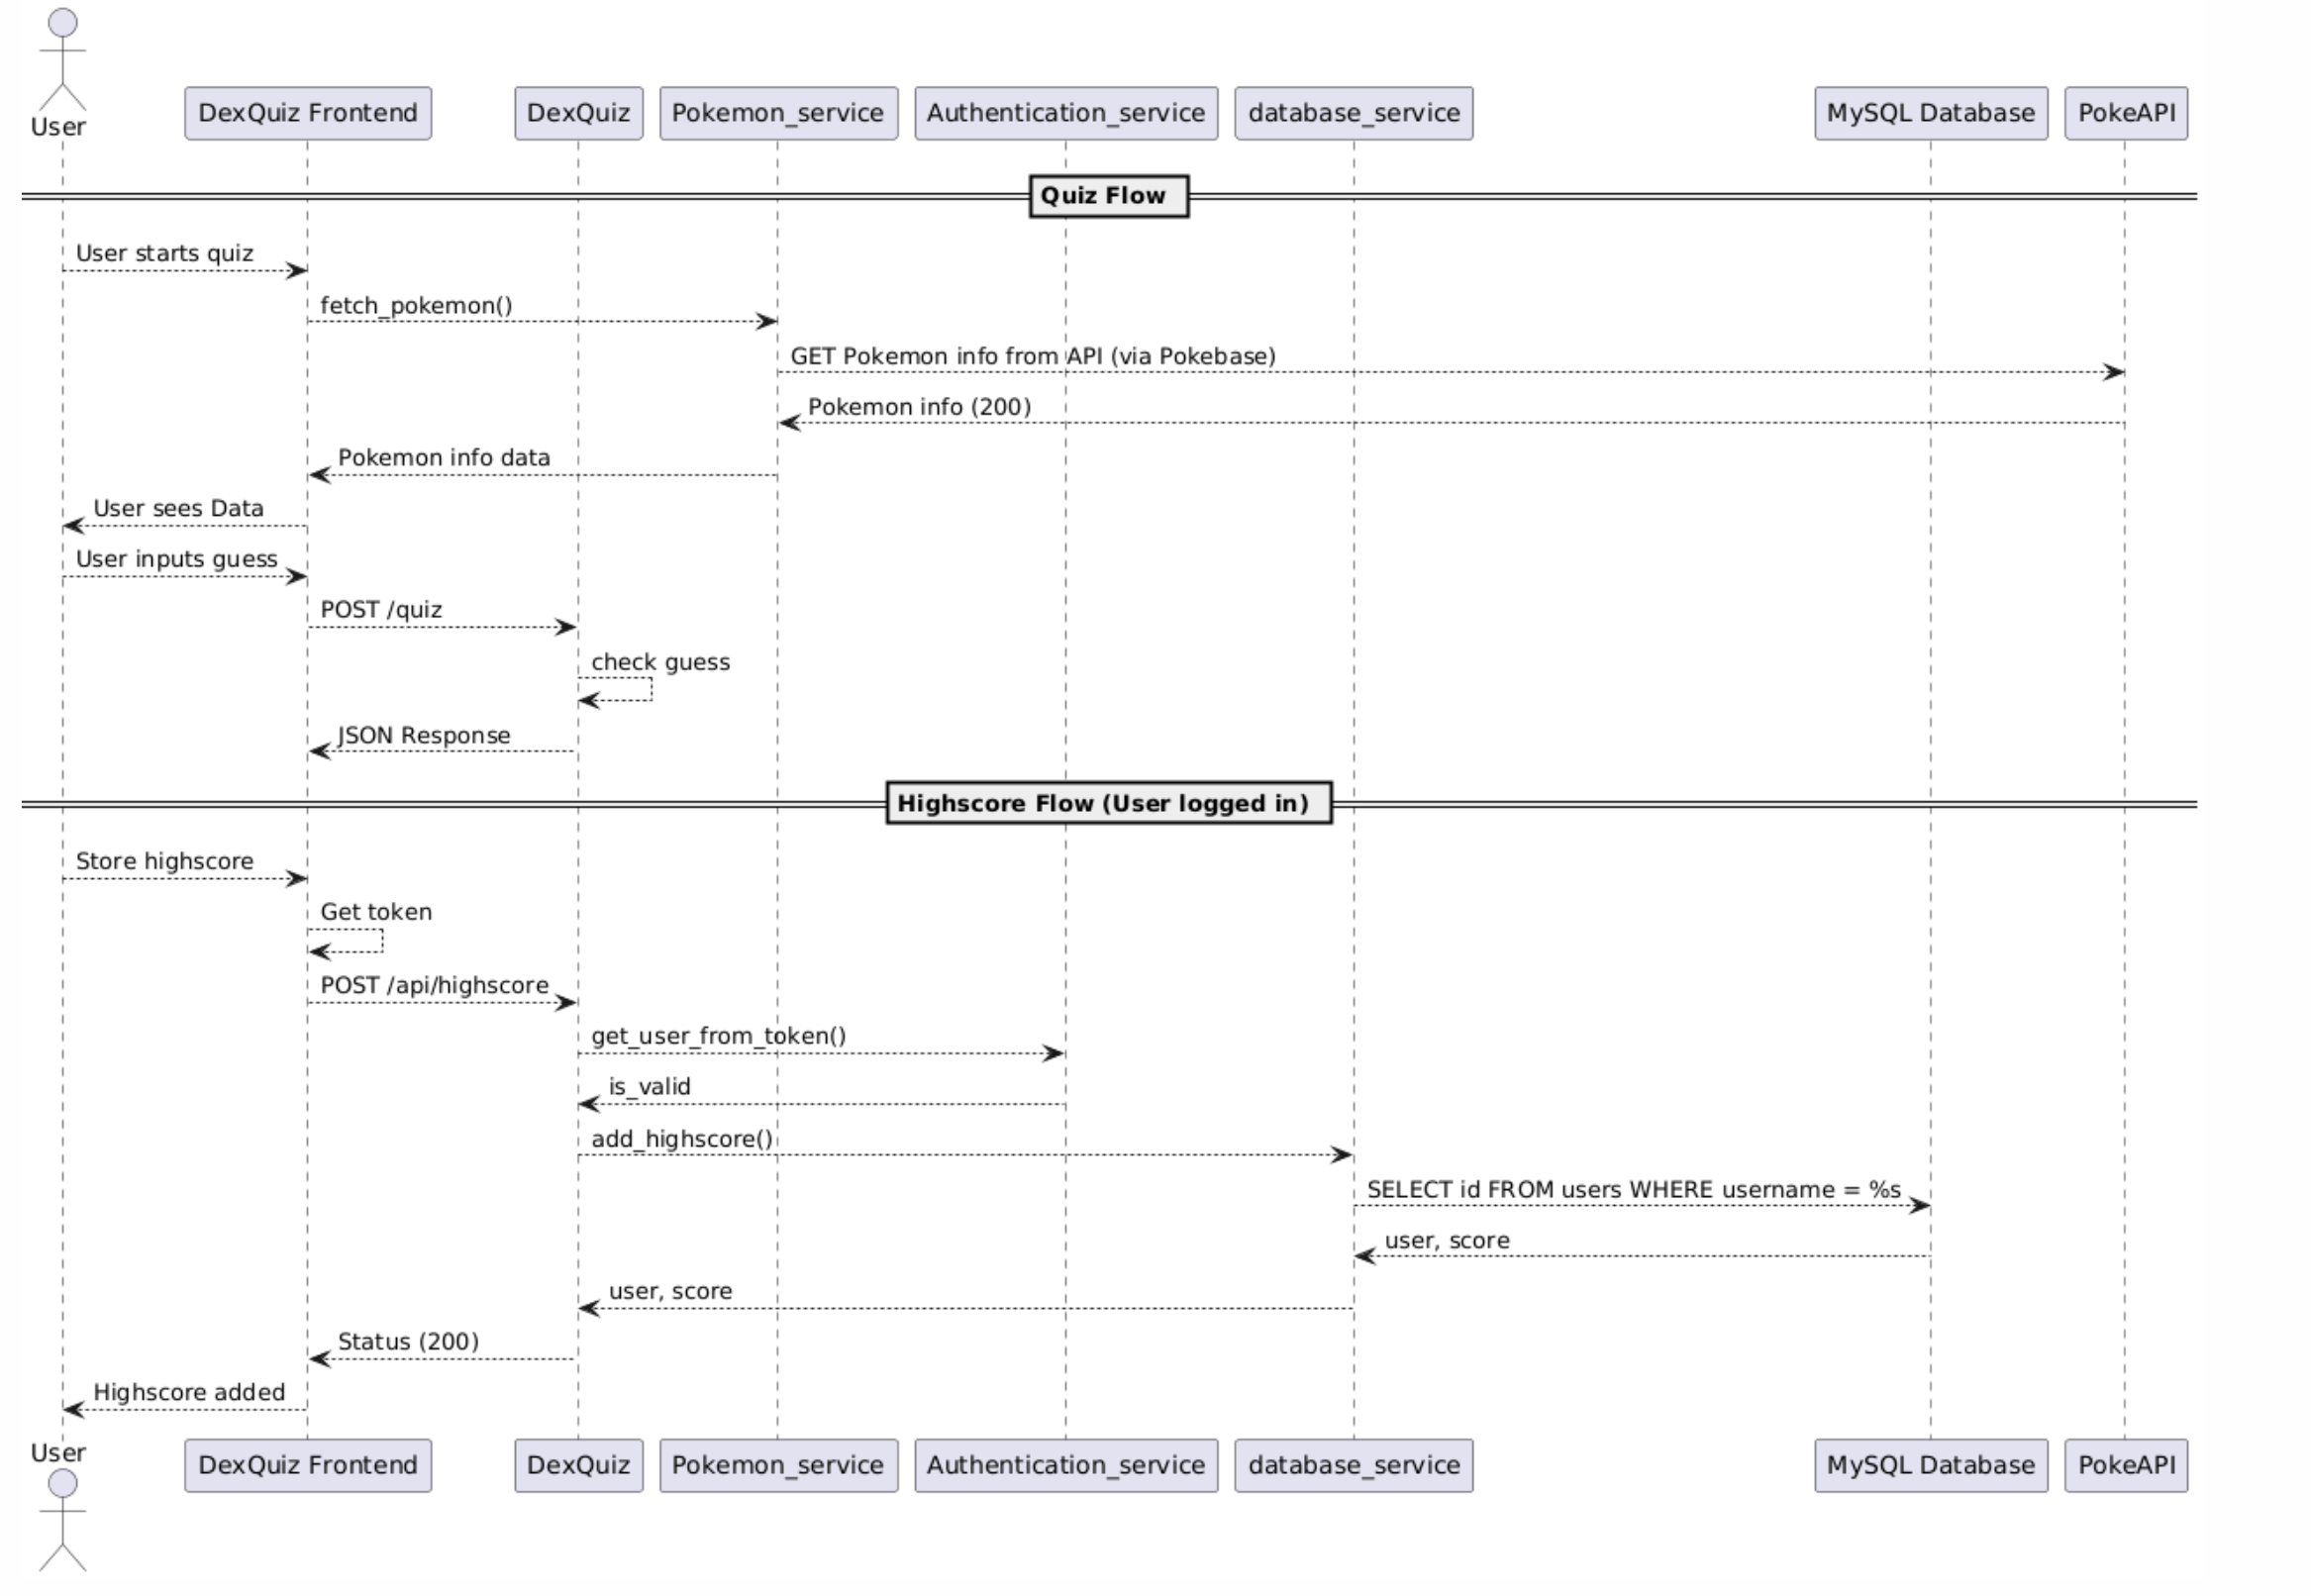 User
DexQuiz Frontend
DexQuiz
Pokemon_service
Authentication_service
database_service
MySQL Database
PokeAPI
Quiz Flow
User starts quiz
fetch_pokemon()
GET Pokemon info from API (via Pokebase)
Pokemon info (200)
Pokemon info data
User sees Data
User inputs guess
POST /quiz
check guess
JSON Response
Highscore Flow (User logged in)
Store highscore
Get token
POST /api/highscore
get_user_from_token()
is_valid
add_highscore()
SELECT id FROM users WHERE username = %s
user, score
user, score
Status (200)
Highscore added
User
DexQuiz Frontend
DexQuiz
Pokemon_service
Authentication_service
database_service
MySQL Database
PokeAPI